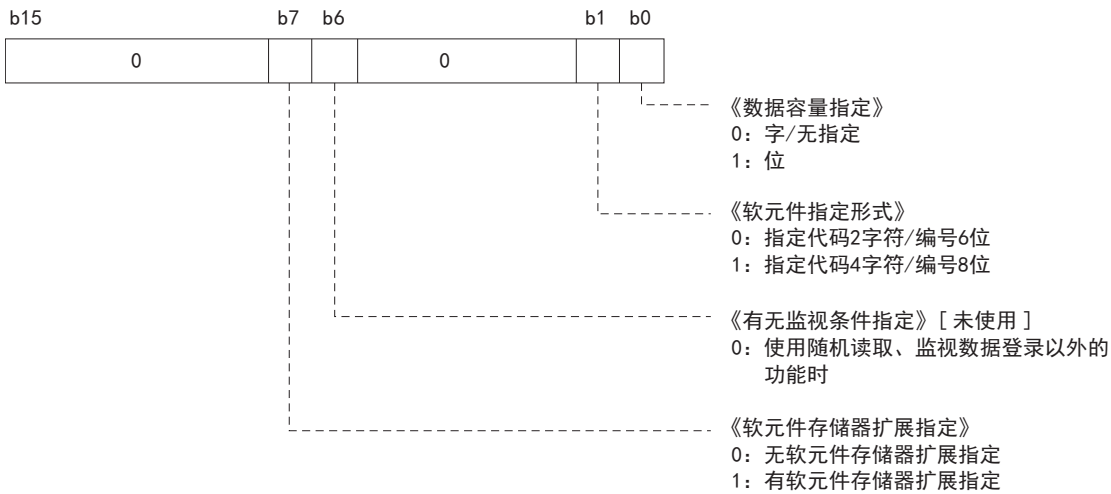 b15 b7 b6 b1 b0
0 0
《数据容量指定》
0：字/无指定
1：位
《软元件指定形式》
0：指定代码2字符/编号6位
1：指定代码4字符/编号8位
《有无监视条件指定》[ 未使用 ]
0：使用随机读取、监视数据登录以外的
功能时
《软元件存储器扩展指定》
0：无软元件存储器扩展指定
1：有软元件存储器扩展指定